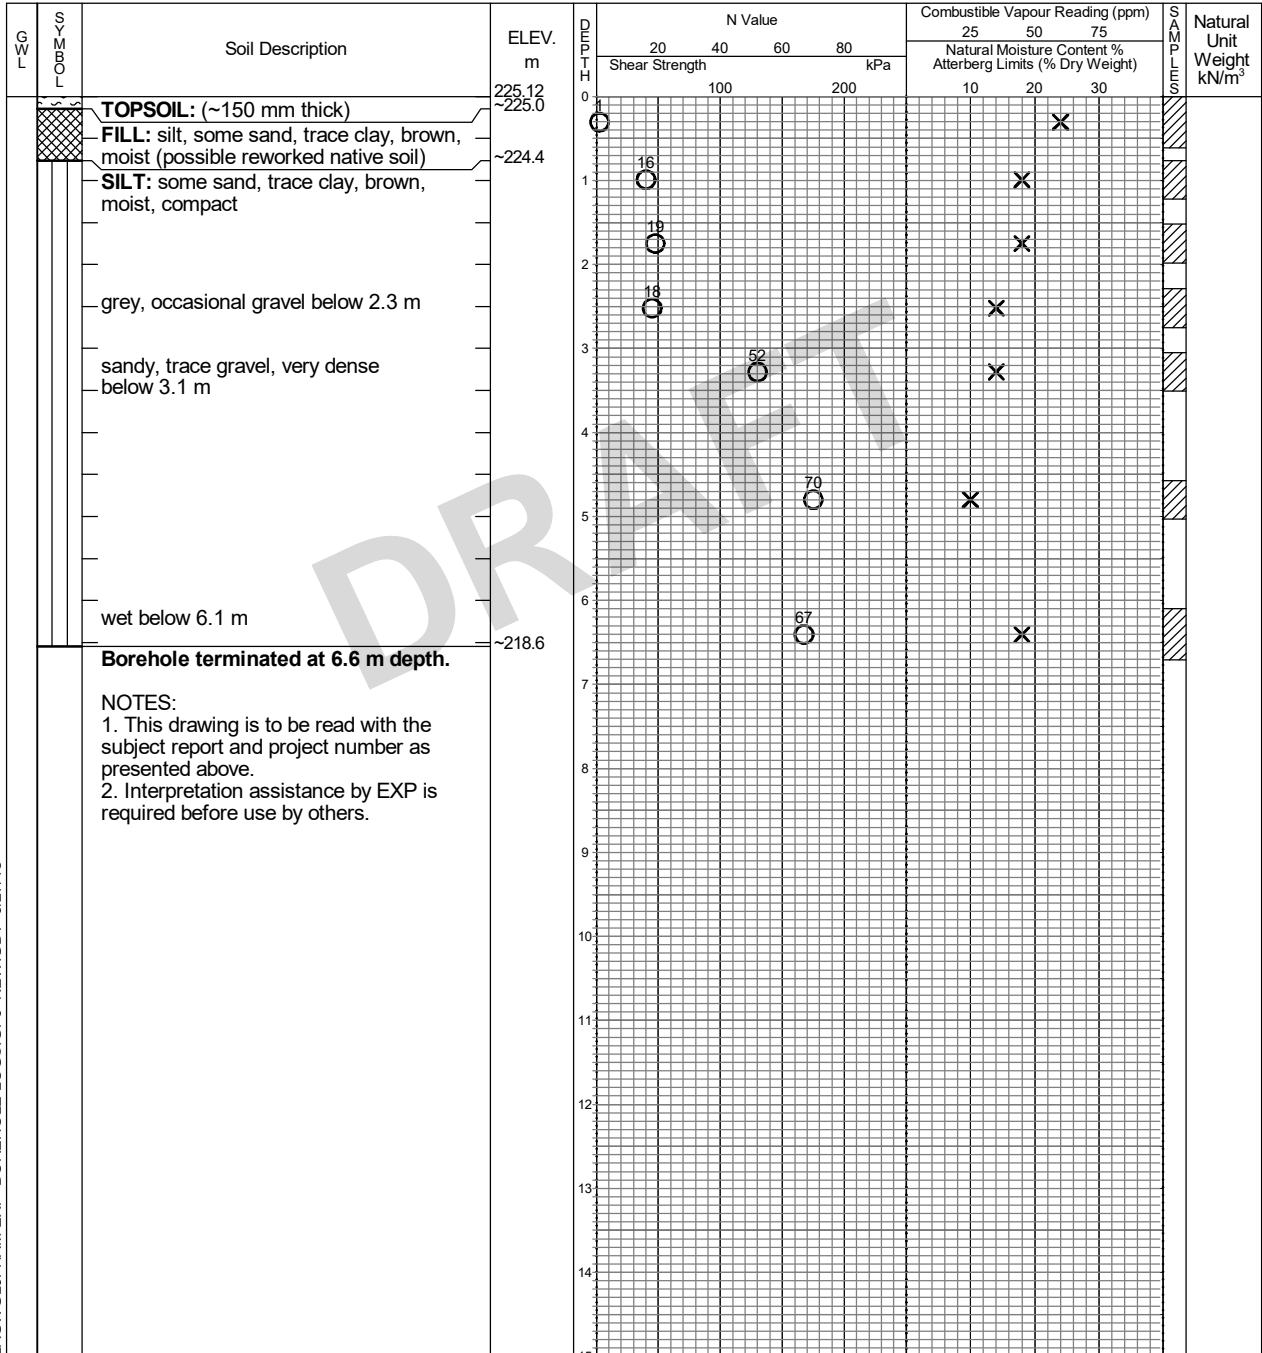 GWL
SYMBOL
Soil Description
ELEV.
m
DEPTH
N Value
20 40 60 80
Shear Strength kPa
100 200
Combustible Vapour Reading (ppm)
25 50 75
Natural Moisture Content %
Atterberg Limits (% Dry Weight)
10 20 30
SAMPLES
Natural
Unit
Weight
kN/m³
225.12
0
TOPSOIL: (~150 mm thick)
~225.0
1
FILL: silt, some sand, trace clay, brown,
moist (possible reworked native soil)
~224.4
16
SILT: some sand, trace clay, brown,
moist, compact
1
19
2
18
grey, occasional gravel below 2.3 m
3
52
sandy, trace gravel, very dense
below 3.1 m
4
70
5
6
67
wet below 6.1 m
~218.6
Borehole terminated at 6.6 m depth.
7
NOTES:
1. This drawing is to be read with the
subject report and project number as
presented above.
8
2. Interpretation assistance by EXP is
required before use by others.
9
10
11
12
13
14
DRAFT